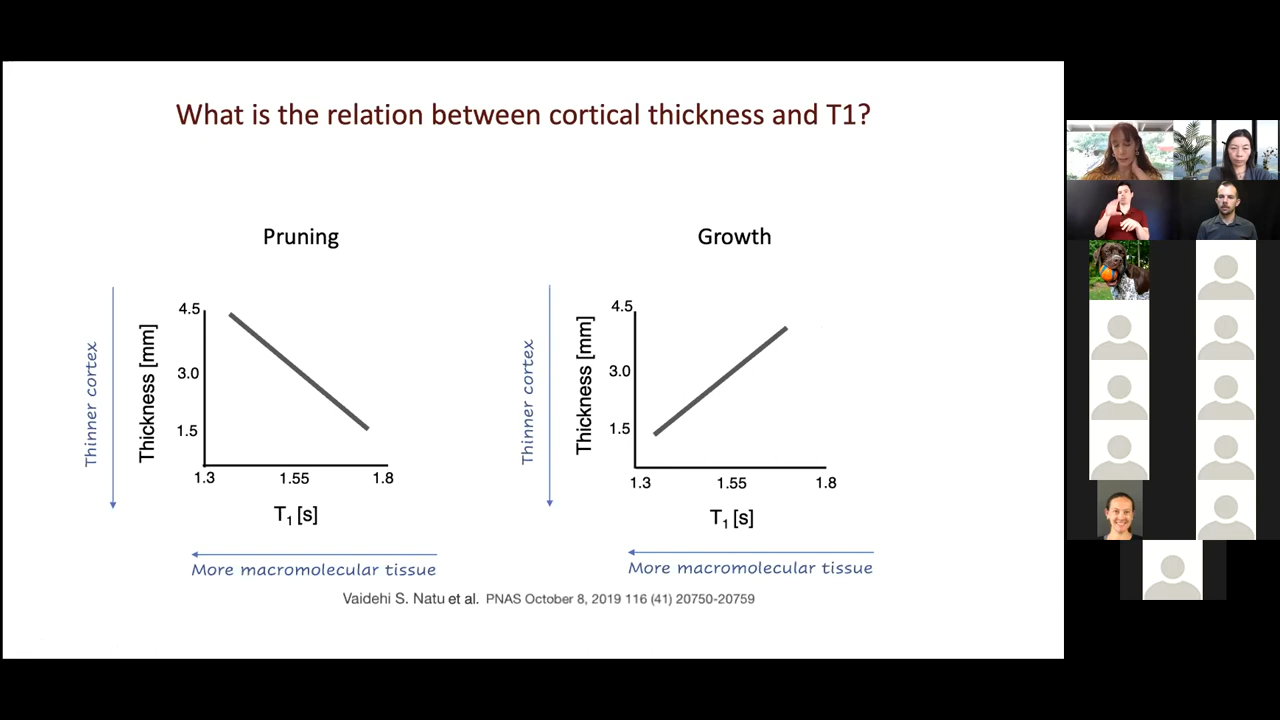 What is the relation between cortical thickness and T1?
Pruning
Thinner cortex
Thickness [mm]
4.5
3.0
1.5
1.3 1.55 1.8
T₁ [s]
More macromolecular tissue
Growth
Thinner cortex
Thickness [mm]
4.5
3.0
1.5
1.3 1.55 1.8
T₁ [s]
More macromolecular tissue
Vaidehi S. Natu et al. PNAS October 8, 2019 116 (41) 20750-20759